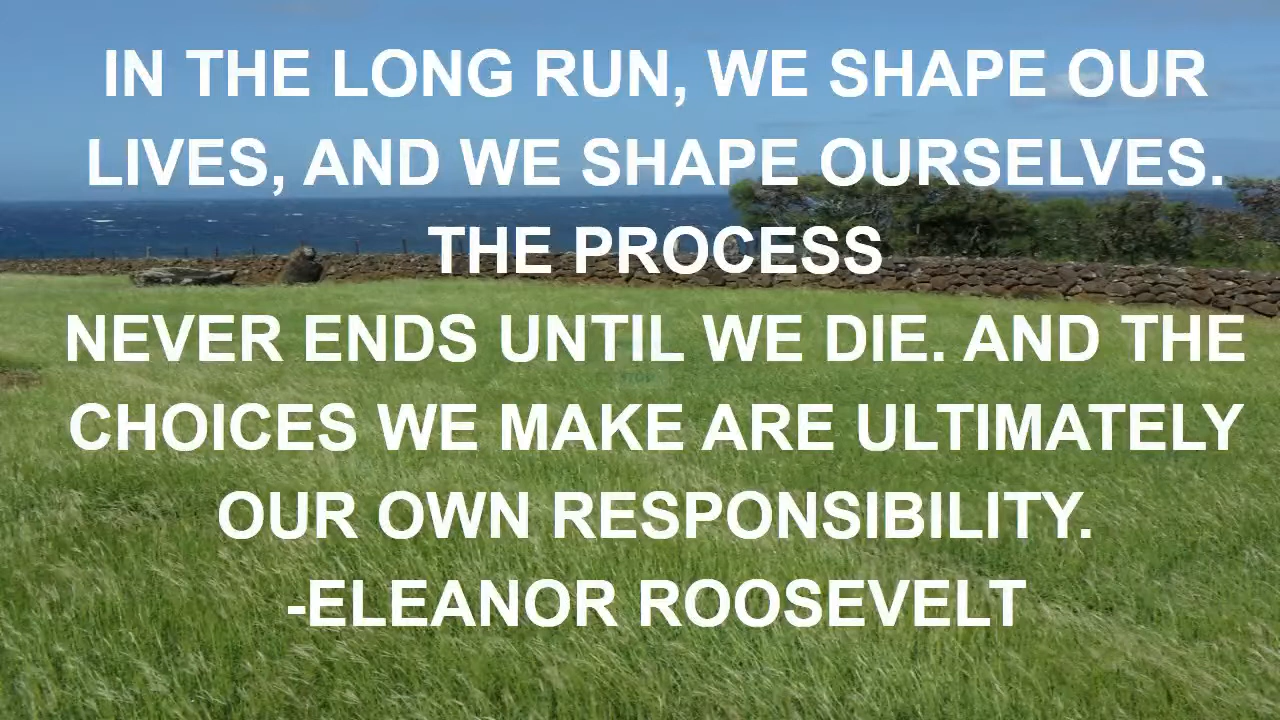 IN THE LONG RUN, WE SHAPE OUR
LIVES, AND WE SHAPE OURSELVES.
THE PROCESS
NEVER ENDS UNTIL WE DIE. AND THE
CHOICES WE MAKE ARE ULTIMATELY
OUR OWN RESPONSIBILITY.
-ELEANOR ROOSEVELT